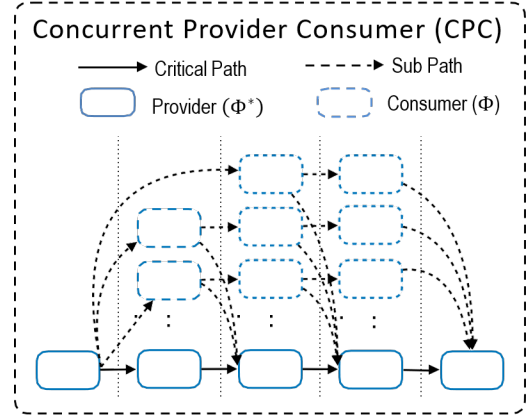 Concurrent Provider Consumer (CPC)
Critical Path
Sub Path
Provider (Φ*)
Consumer (Φ)